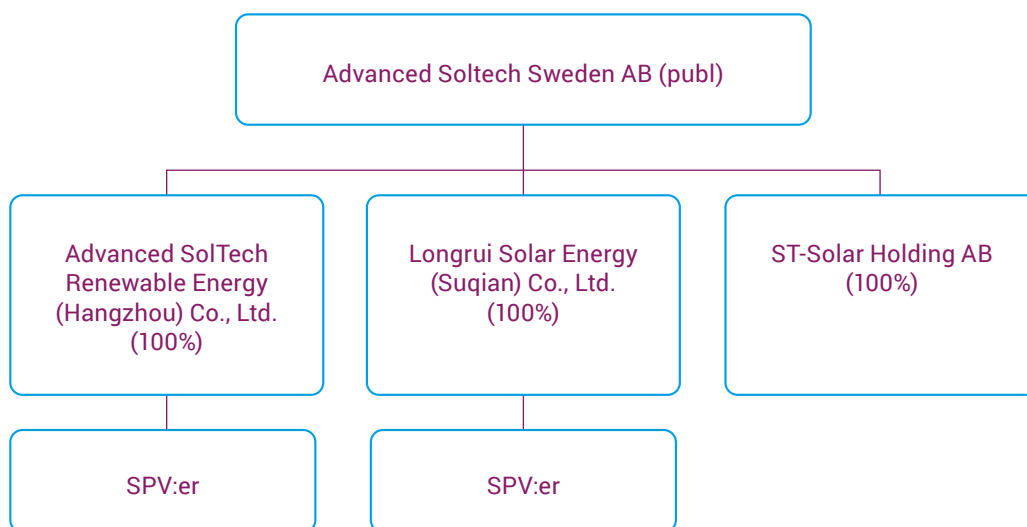 Advanced Soltech Sweden AB (publ)
Advanced SolTech
Renewable Energy
(Hangzhou) Co., Ltd.
(100%)
Longrui Solar Energy
(Suqian) Co., Ltd.
(100%)
ST-Solar Holding AB
(100%)
SPV:er
SPV:er